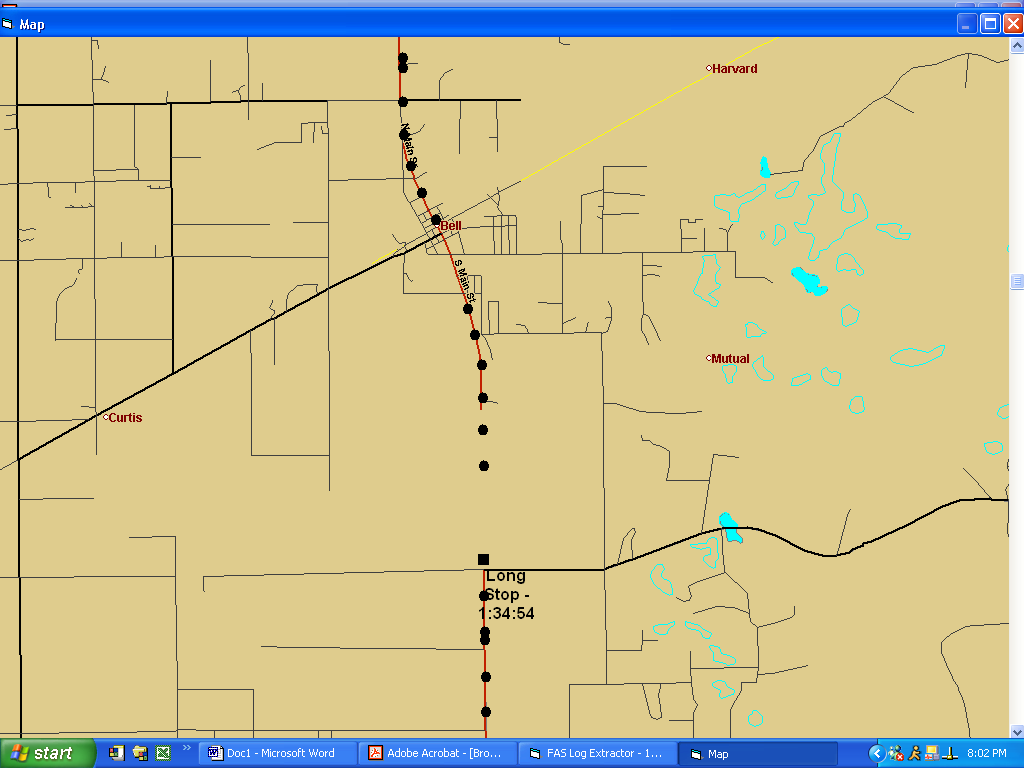 Map
Harvard
N Main St
Bell
S Main St
Mutual
Curtis
Long
Stop -
1:34:54
start
Doc1 - Microsoft Word
Adobe Acrobat - [Bro...
FAS Log Extractor - 1...
Map
8:02 PM